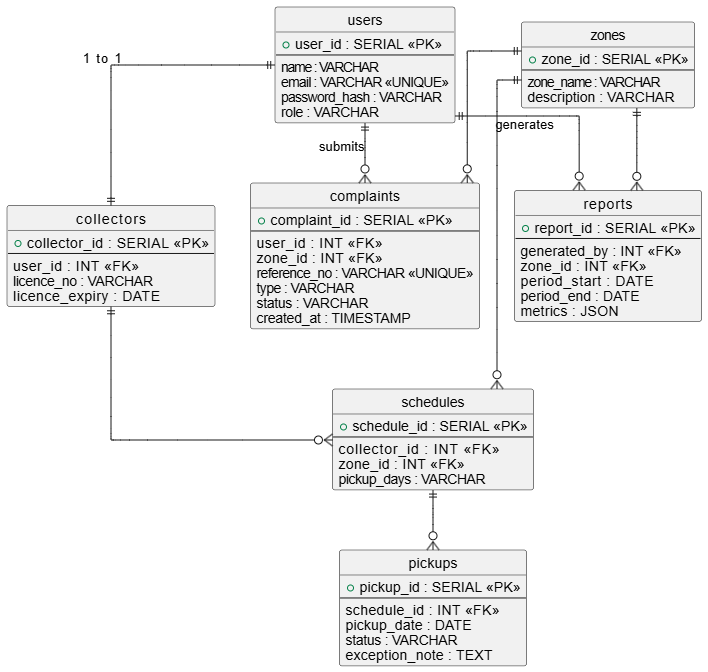 users
user_id : SERIAL «PK»
name : VARCHAR
email : VARCHAR «UNIQUE»
password_hash : VARCHAR
role : VARCHAR
zones
zone_id : SERIAL «PK»
zone_name : VARCHAR
description : VARCHAR
1 to 1
submits
generates
collectors
collector_id : SERIAL «PK»
user_id : INT «FK»
licence_no : VARCHAR
licence_expiry : DATE
complaints
complaint_id : SERIAL «PK»
user_id : INT «FK»
zone_id : INT «FK»
reference_no : VARCHAR «UNIQUE»
type : VARCHAR
status : VARCHAR
created_at : TIMESTAMP
reports
report_id : SERIAL «PK»
generated_by : INT «FK»
zone_id : INT «FK»
period_start : DATE
period_end : DATE
metrics : JSON
schedules
schedule_id : SERIAL «PK»
collector_id : INT «FK»
zone_id : INT «FK»
pickup_days : VARCHAR
pickups
pickup_id : SERIAL «PK»
schedule_id : INT «FK»
pickup_date : DATE
status : VARCHAR
exception_note : TEXT